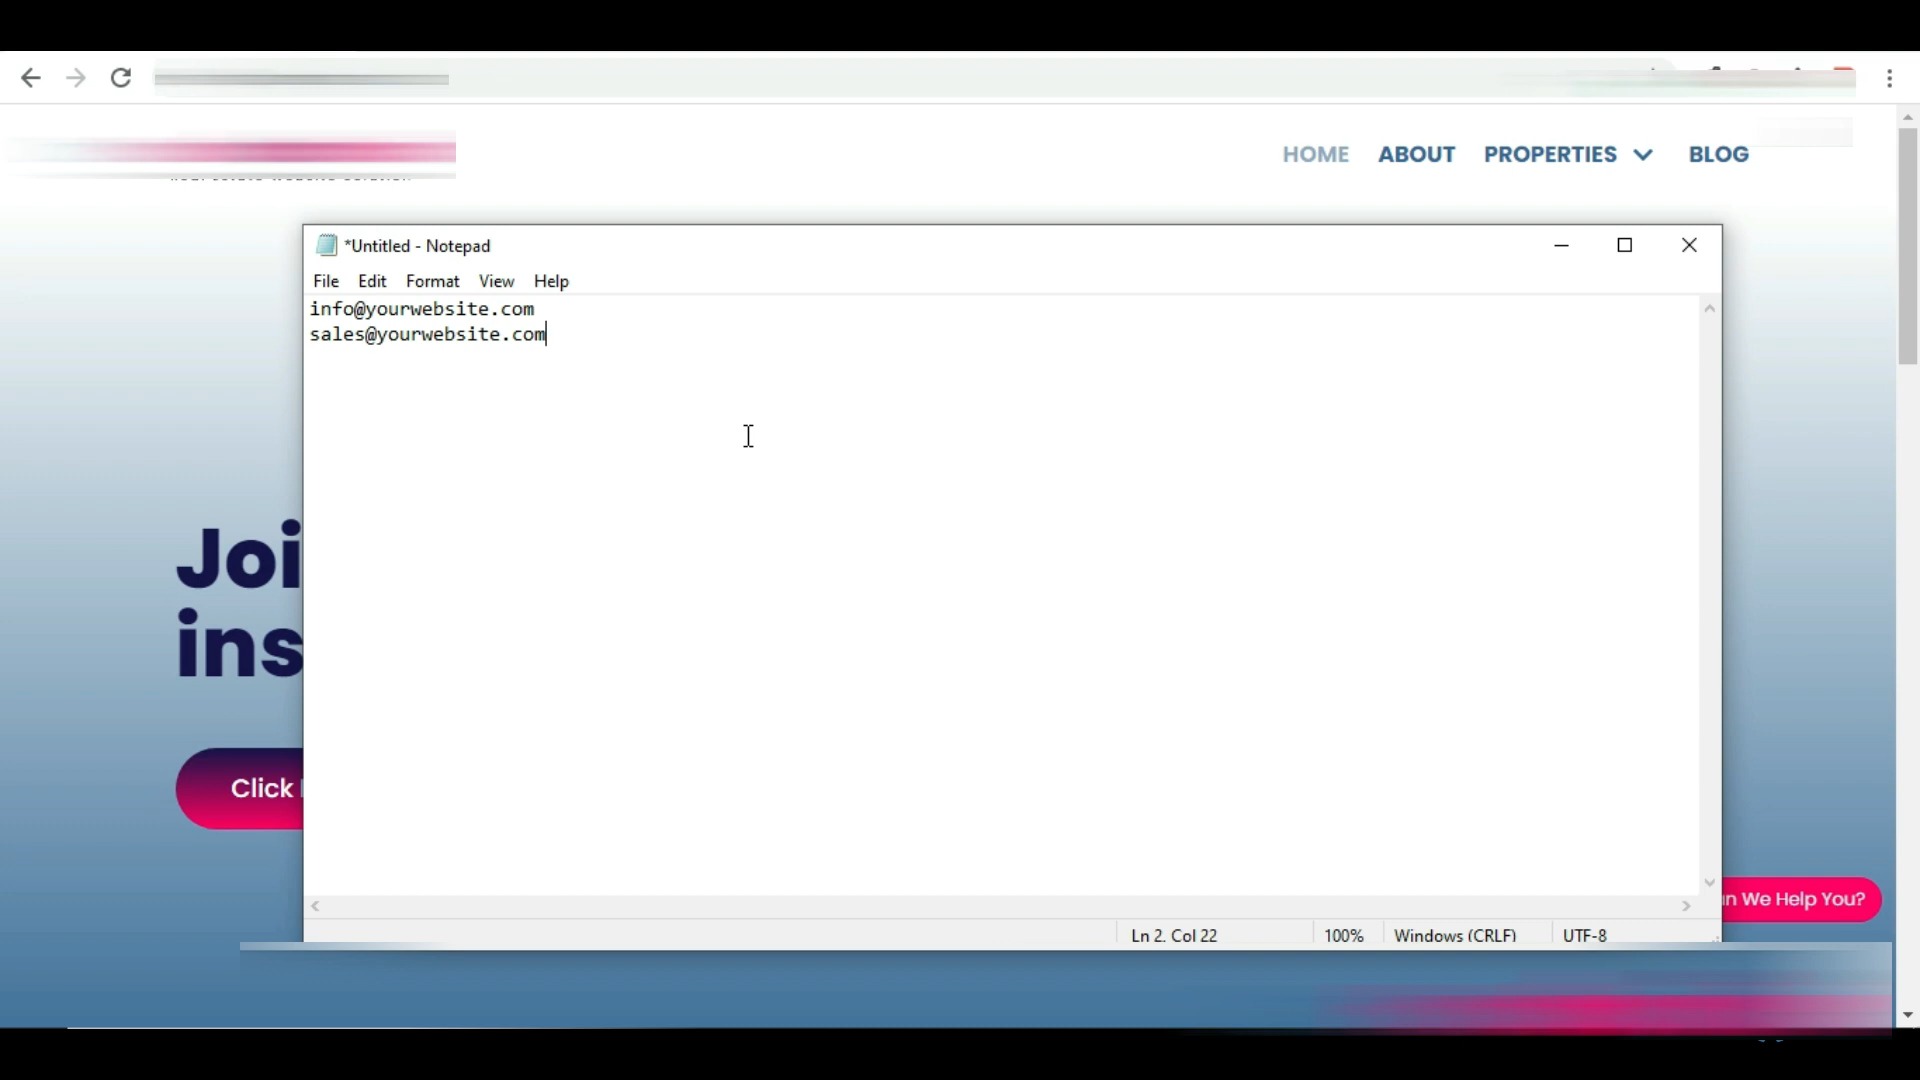 HOME ABOUT PROPERTIES BLOG
*Untitled - Notepad
File Edit Format View Help
info@yourwebsite.com
sales@yourwebsite.com
Joi
ins
Click
We Help You?
Ln 2, Col 22 100% Windows (CRLF) UTF-8